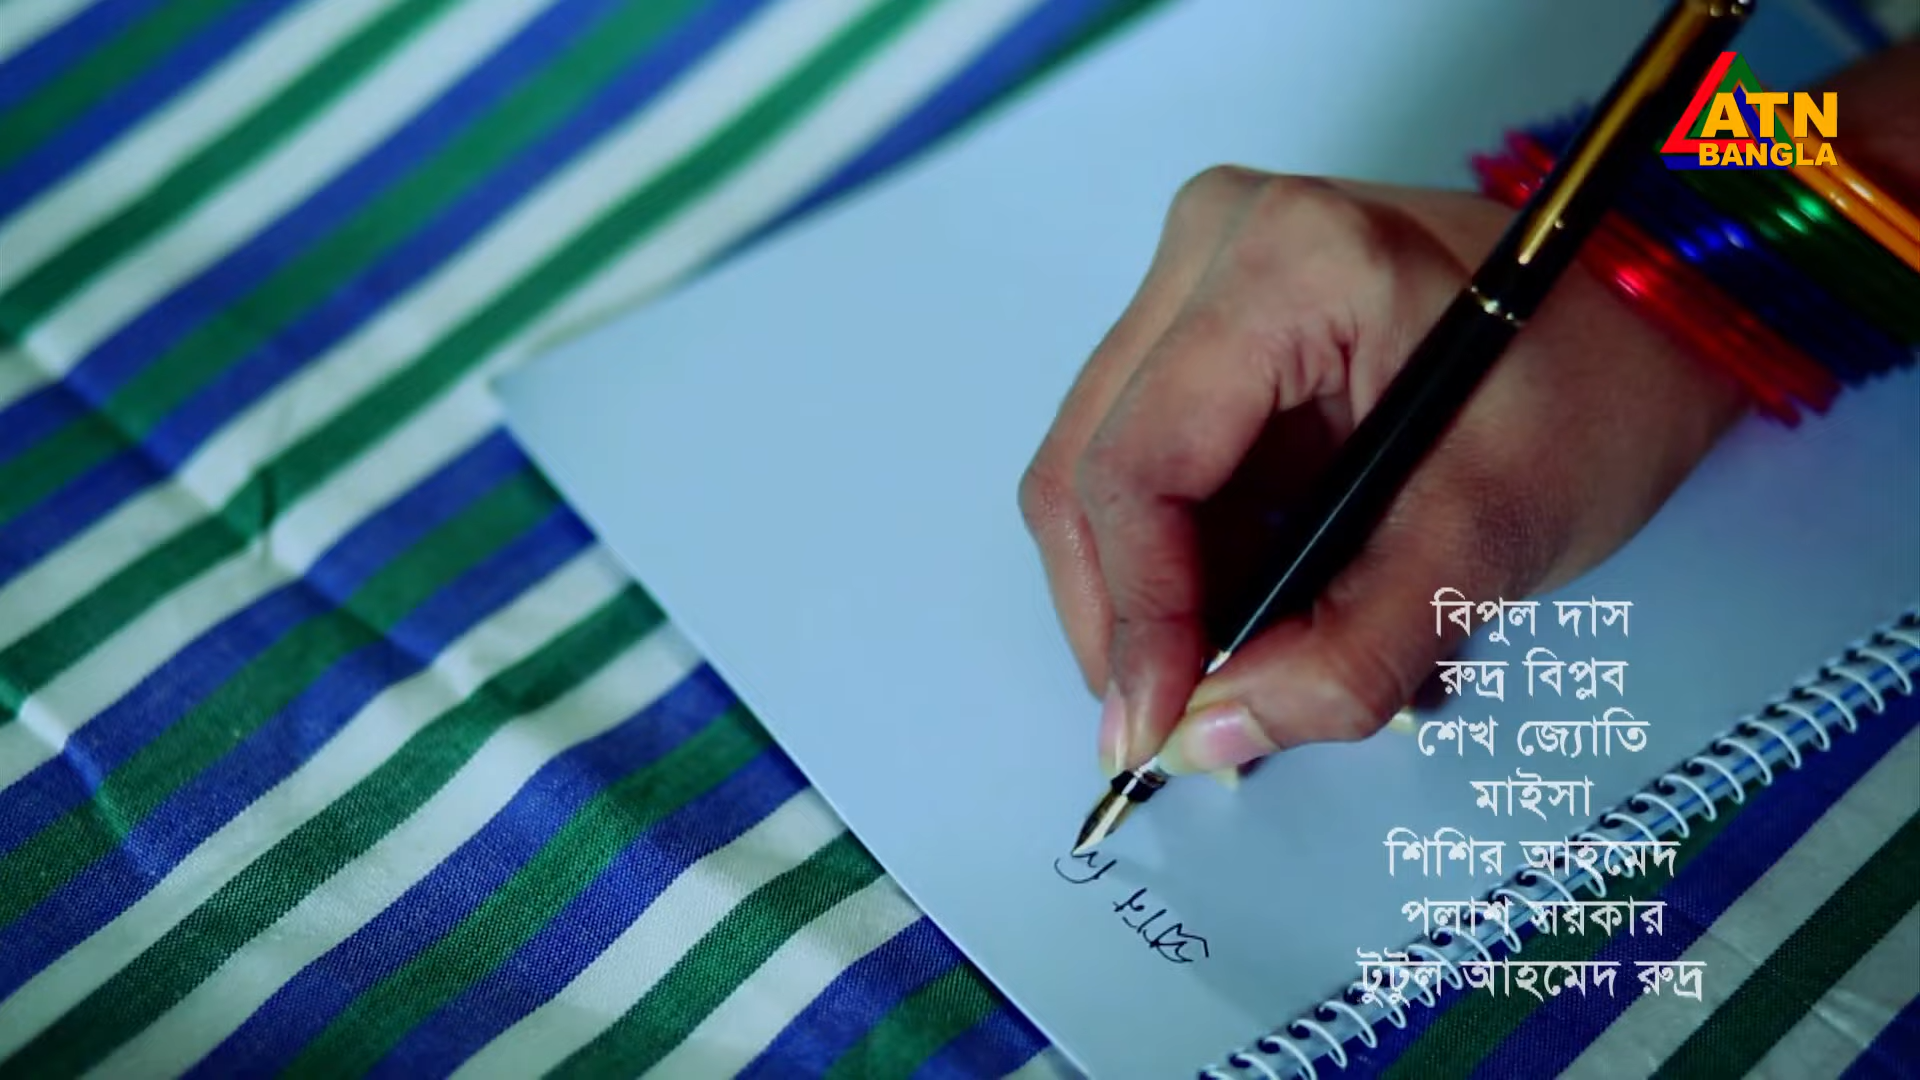 ATN
BANGLA
বিপুল দাস
রুদ্র বিপ্লব
শেখ জ্যোতি
মাইসা
শিশির আহমেদ
পলাশ সরকার
টুটুল আহমেদ রুদ্র